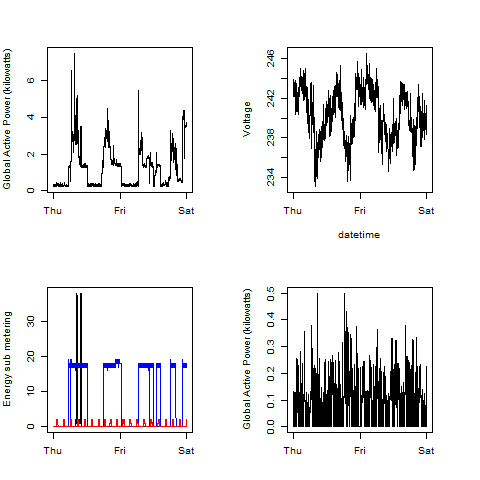 Global Active Power (kilowatts)
6
4
2
0
Thu Fri Sat
Voltage
246
242
238
234
Thu Fri Sat
datetime
Energy sub metering
30
20
10
0
Thu Fri Sat
Global Active Power (kilowatts)
0.5
0.4
0.3
0.2
0.1
0.0
Thu Fri Sat